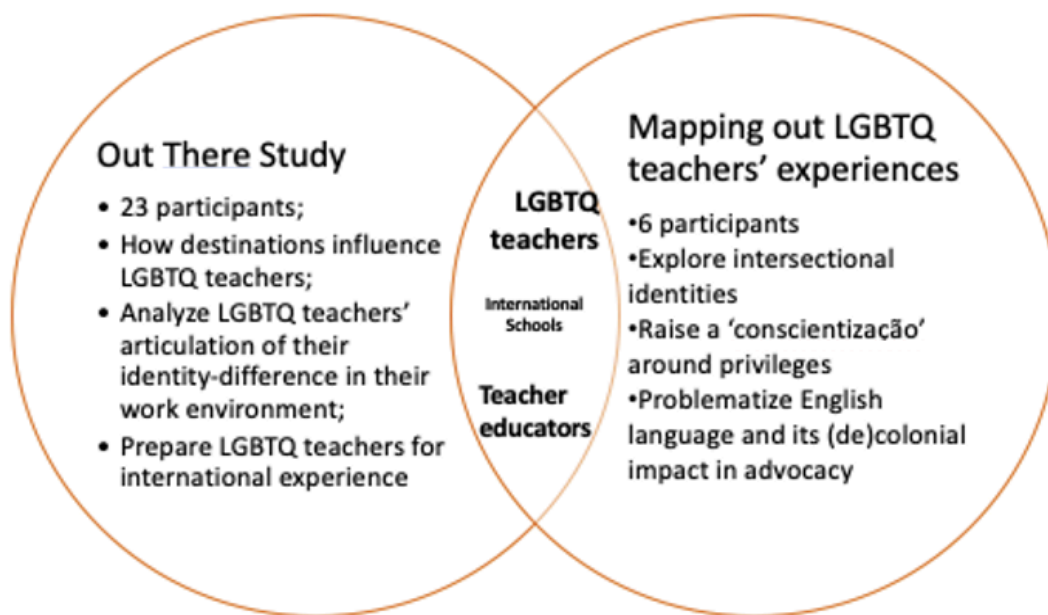 Out There Study
• 23 participants;
• How destinations influence
LGBTQ teachers;
• Analyze LGBTQ teachers’
articulation of their
identity-difference in their
work environment;
• Prepare LGBTQ teachers for
international experience
LGBTQ
teachers
International
Schools
Teacher
educators
Mapping out LGBTQ
teachers’ experiences
•6 participants
•Explore intersectional
identities
•Raise a ‘conscientização’
around privileges
•Problematize English
language and its (de)colonial
impact in advocacy